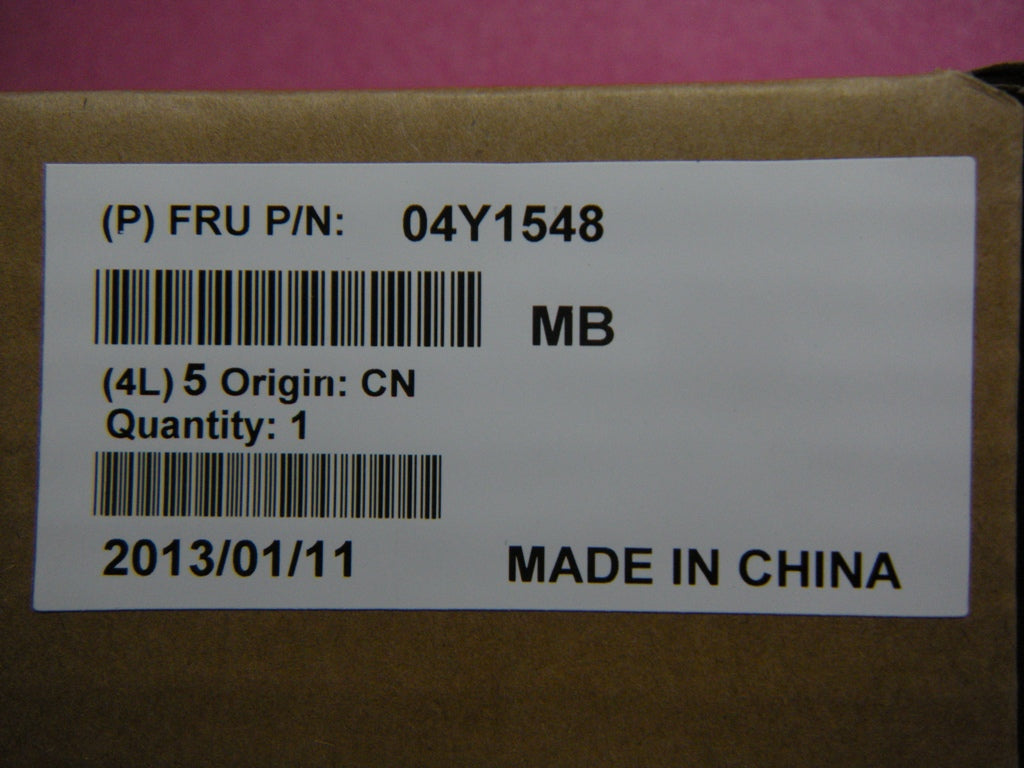 (P) FRU P/N: 04Y1548
MB
(4L) 5 Origin: CN
Quantity: 1
2013/01/11 MADE IN CHINA